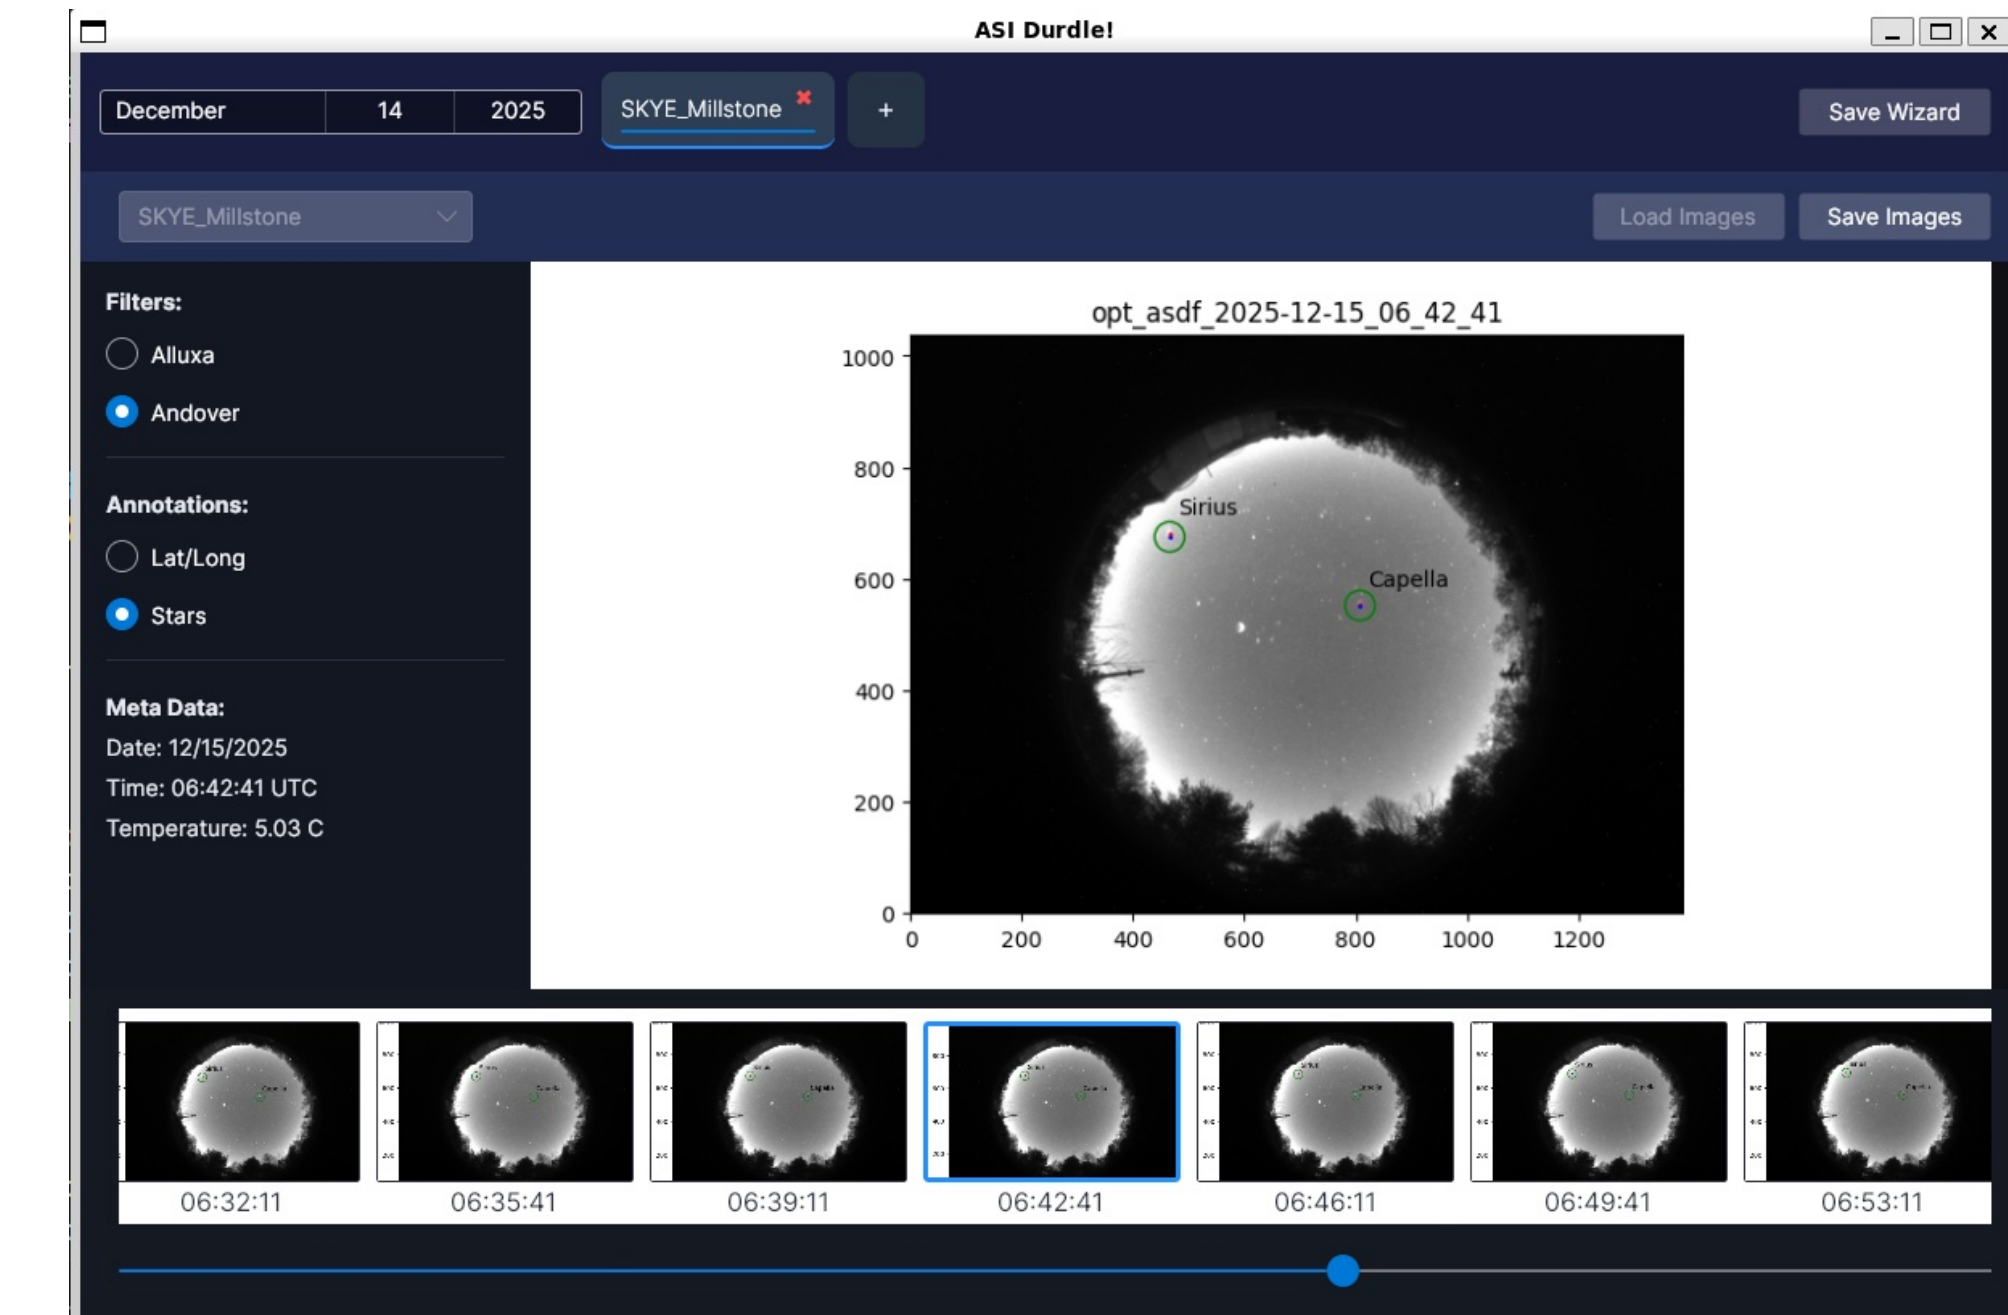 ASI Durdle!
December 14 2025 SKYE_Millstone + Save Wizard
SKYE_Millstone Load Images Save Images
Filters:
Alluxa
Andover
Annotations:
Lat/Long
Stars
Meta Data:
Date: 12/15/2025
Time: 06:42:41 UTC
Temperature: 5.03 C
opt_asdf_2025-12-15_06_42_41
1000
800
600
400
200
0
Sirius
Capella
0 200 400 600 800 1000 1200
06:32:11 06:35:41 06:39:11 06:42:41 06:46:11 06:49:41 06:53:11